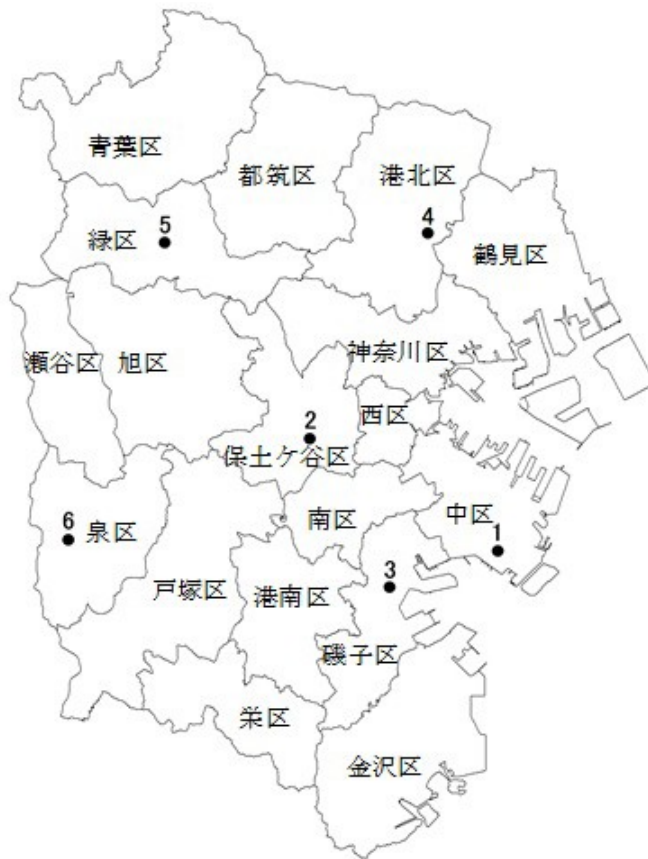 青葉区
都筑区
港北区
4
5
緑区
鶴見区
瀬谷区
旭区
神奈川区
2
西区
保土ケ谷区
南区
中区
1
6
泉区
3
戸塚区
港南区
磯子区
栄区
金沢区